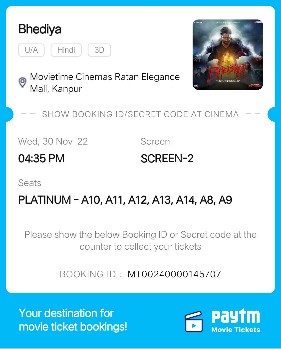 Bhediya
U/A Hindi 3D
Movietime Cinemas Ratan Elegance
Mall, Kanpur
SHOW BOOKING ID/SECRET CODE AT CINEMA
Wed, 30 Nov '22 Screen
04:35 PM SCREEN-2
Seats
PLATINUM - A10, A11, A12, A13, A14, A8, A9
Please show the below Booking ID or Secret code at the
counter to collect your tickets
BOOKING ID : MT00240000145707
Your destination for
movie ticket bookings!
paytm
Movie Tickets